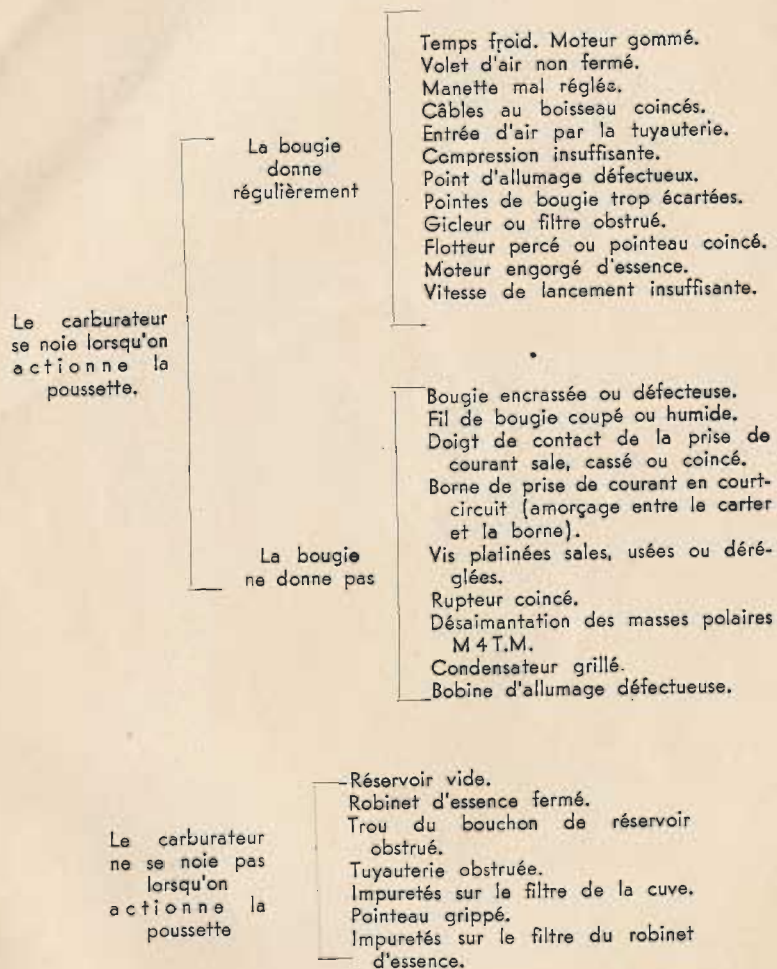 Le carburateur
se noie lorsqu'on
actionne la
poussette.
La bougie
donne
régulièrement
Temps froid. Moteur gommé.
Volet d'air non fermé.
Manette mal réglée.
Câbles au boisseau coincés.
Entrée d'air par la tuyauterie.
Compression insuffisante.
Point d'allumage défectueux.
Pointes de bougie trop écartées.
Gicleur ou filtre obstrué.
Flotteur percé ou pointeau coincé.
Moteur engorgé d'essence.
Vitesse de lancement insuffisante.
La bougie
ne donne pas
Bougie encrassée ou défecteuse.
Fil de bougie coupé ou humide.
Doigt de contact de la prise de
courant sale, cassé ou coincé.
Borne de prise de courant en court-
circuit (amorçage entre le carter
et la borne).
Vis platinées sales, usées ou déré-
glées.
Rupteur coincé.
Désaimantation des masses polaires
M 4 T.M.
Condensateur grillé.
Bobine d'allumage défectueuse.
Le carburateur
ne se noie pas
lorsqu'on
actionne la
poussette
Réservoir vide.
Robinet d'essence fermé.
Trou du bouchon de réservoir
obstrué.
Tuyauterie obstruée.
Impuretés sur le filtre de la cuve.
Pointeau grippé.
Impuretés sur le filtre du robinet
d'essence.